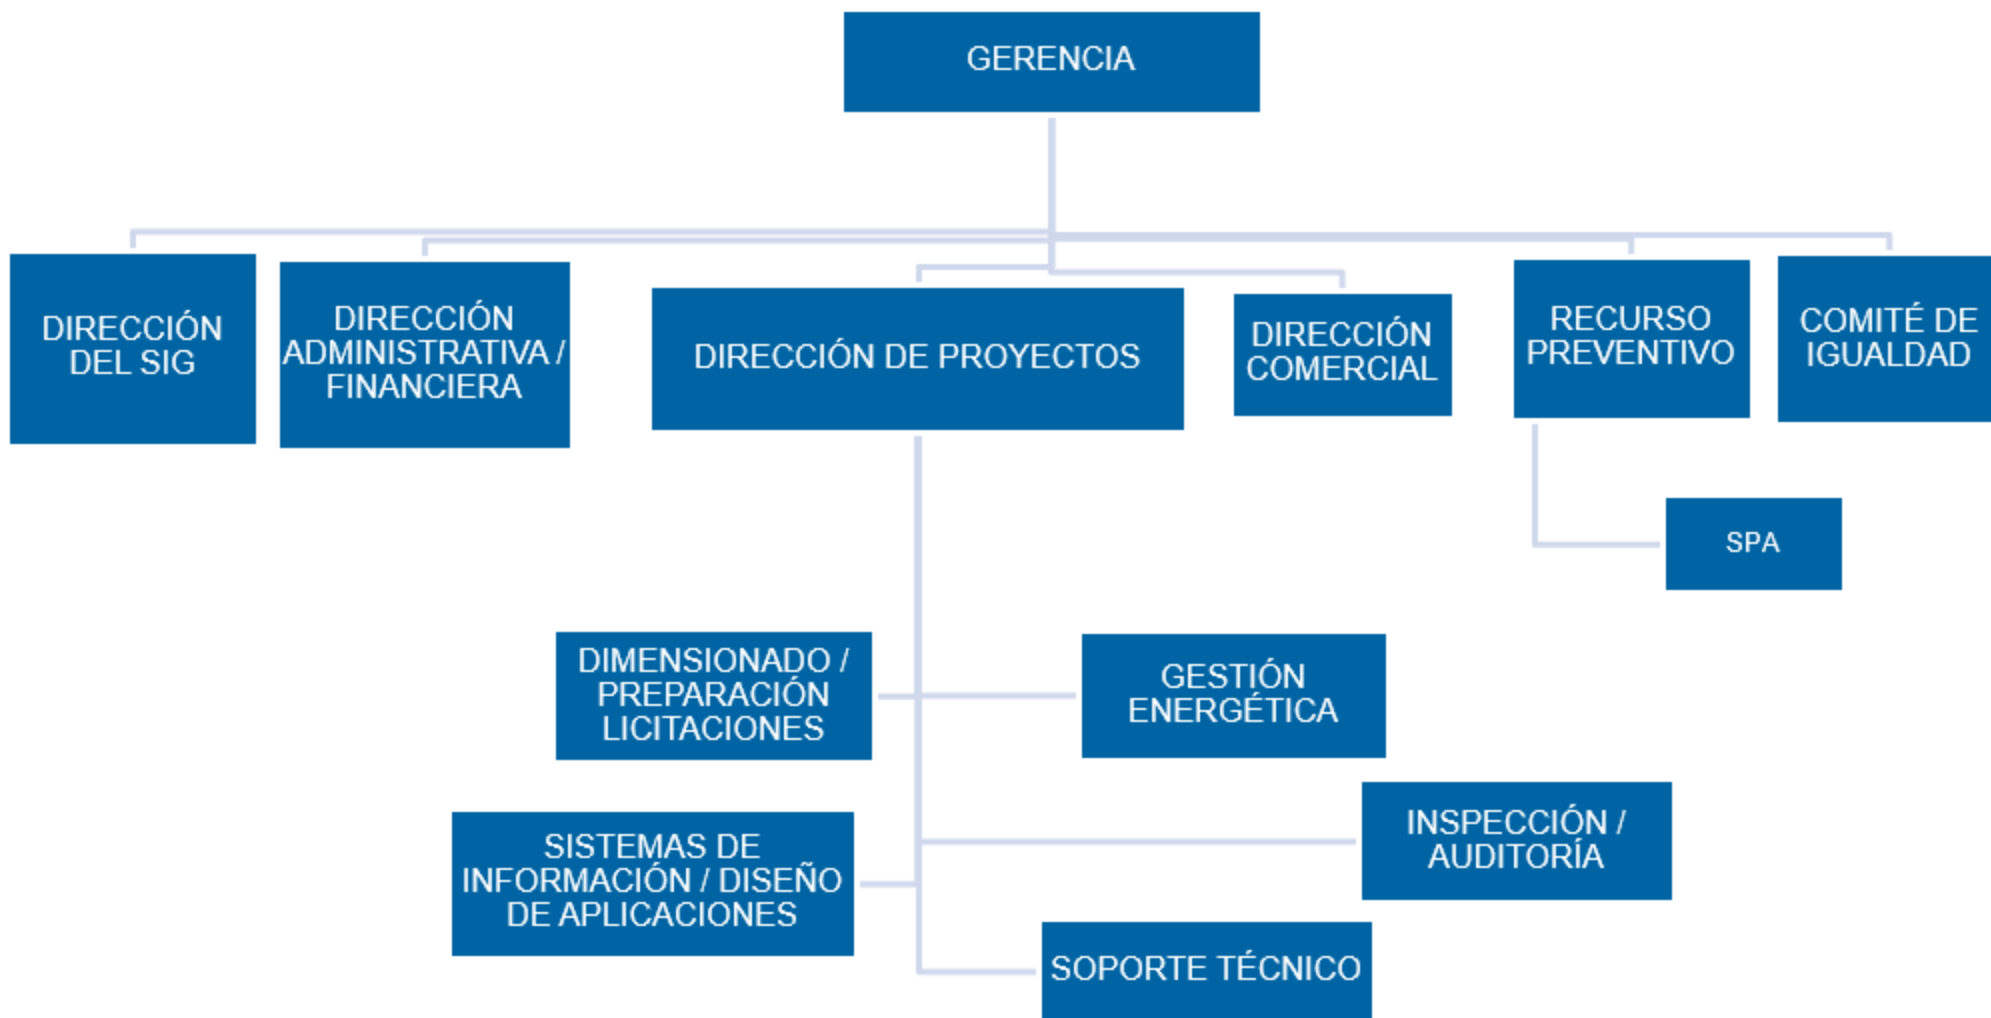 GERENCIA
DIRECCIÓN
DEL SIG
DIRECCIÓN
ADMINISTRATIVA /
FINANCIERA
DIRECCIÓN DE PROYECTOS
DIRECCIÓN
COMERCIAL
RECURSO
PREVENTIVO
COMITÉ DE
IGUALDAD
SPA
DIMENSIONADO /
PREPARACIÓN
LICITACIONES
GESTIÓN
ENERGÉTICA
SISTEMAS DE
INFORMACIÓN / DISEÑO
DE APLICACIONES
INSPECCIÓN /
AUDITORÍA
SOPORTE TÉCNICO